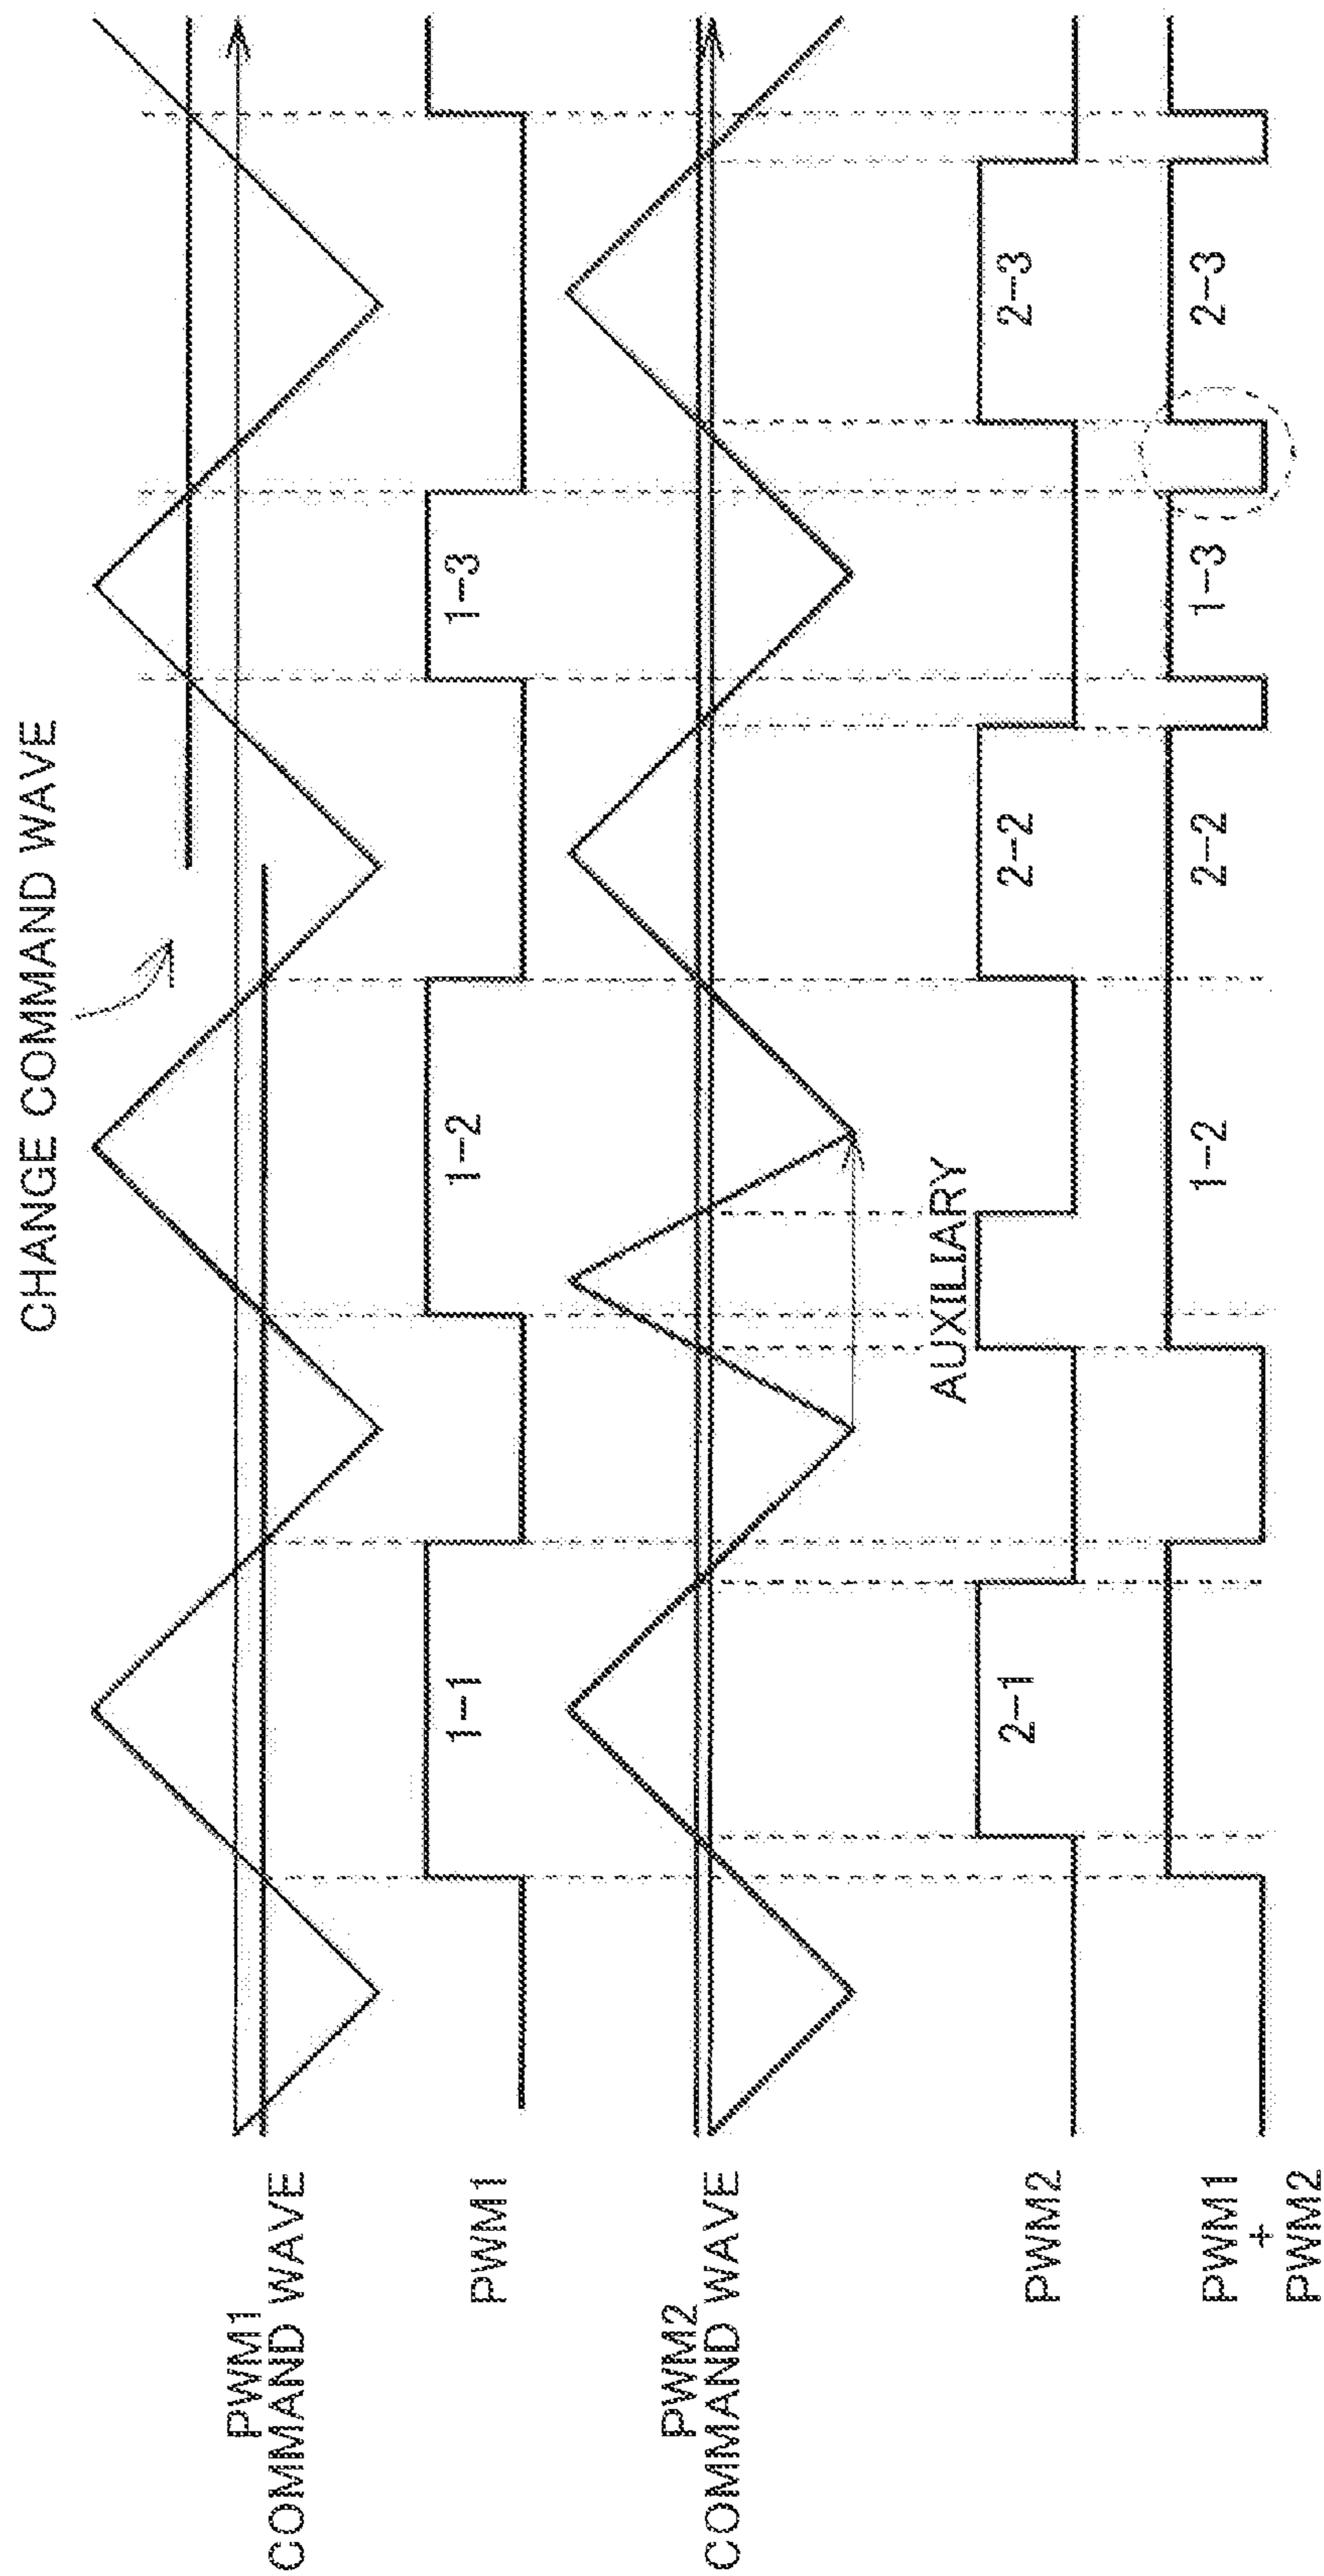 CHANGE COMMAND WAVE
PWM1
COMMAND WAVE
PWM1
1-1
1-2
1-3
PWM2
COMMAND WAVE
AUXILIARY
PWM2
2-1
2-2
2-3
PWM1
+
PWM2
1-2
2-2
1-3
2-3